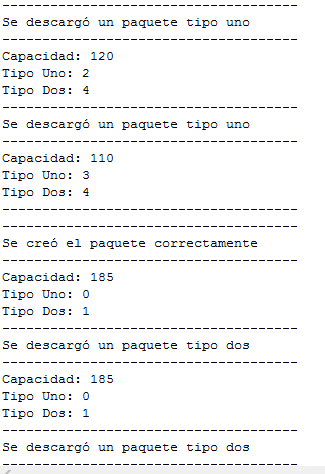 ----------------------------------
Se descargó un paquete tipo uno
----------------------------------
Capacidad: 120
Tipo Uno: 2
Tipo Dos: 4
----------------------------------
Se descargó un paquete tipo uno
----------------------------------
Capacidad: 110
Tipo Uno: 3
Tipo Dos: 4
----------------------------------
----------------------------------
Se creó el paquete correctamente
----------------------------------
Capacidad: 185
Tipo Uno: 0
Tipo Dos: 1
----------------------------------
Se descargó un paquete tipo dos
----------------------------------
Capacidad: 185
Tipo Uno: 0
Tipo Dos: 1
----------------------------------
Se descargó un paquete tipo dos
----------------------------------